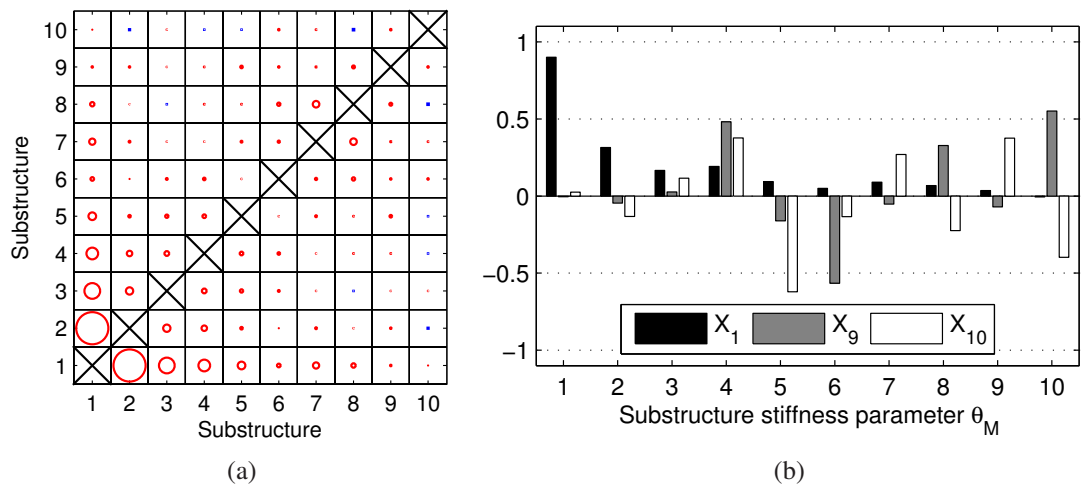 10
9
8
7
6
5
4
3
2
1
Substructure
1 2 3 4 5 6 7 8 9 10
Substructure
(a)
1
0.5
0
−0.5
−1
X1 X9 X10
1 2 3 4 5 6 7 8 9 10
Substructure stiffness parameter θM
(b)